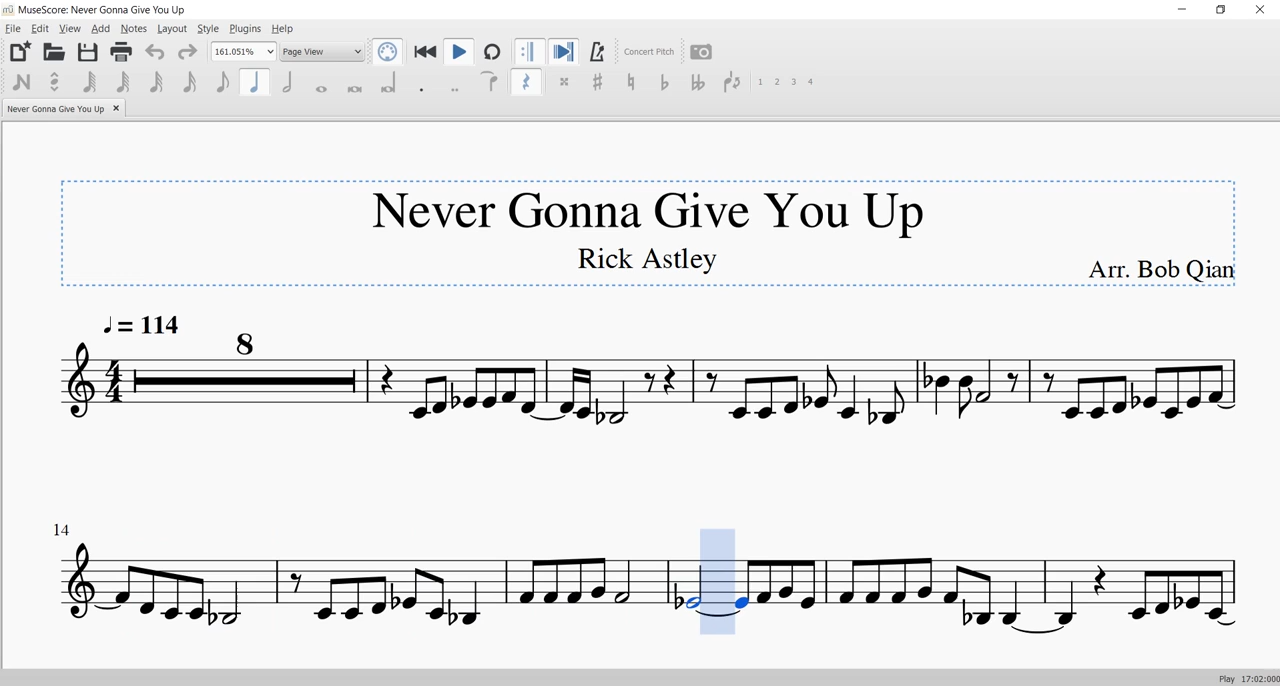 MuseScore: Never Gonna Give You Up
File Edit View Add Notes Layout Style Plugins Help
161.051% Page View Concert Pitch
1 2 3 4
Never Gonna Give You Up
Never Gonna Give You Up
Rick Astley
Arr. Bob Qian
♩ = 114
8
4
4
14
Play 17:02:000